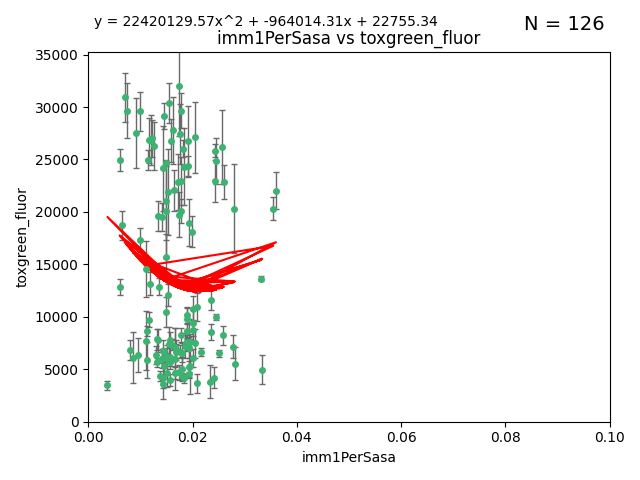 y = 22420129.57x^2 + -964014.31x + 22755.34
N = 126
imm1PerSasa vs toxgreen_fluor
35000
30000
25000
20000
15000
10000
5000
0
toxgreen_fluor
0.00 0.02 0.04 0.06 0.08 0.10
imm1PerSasa